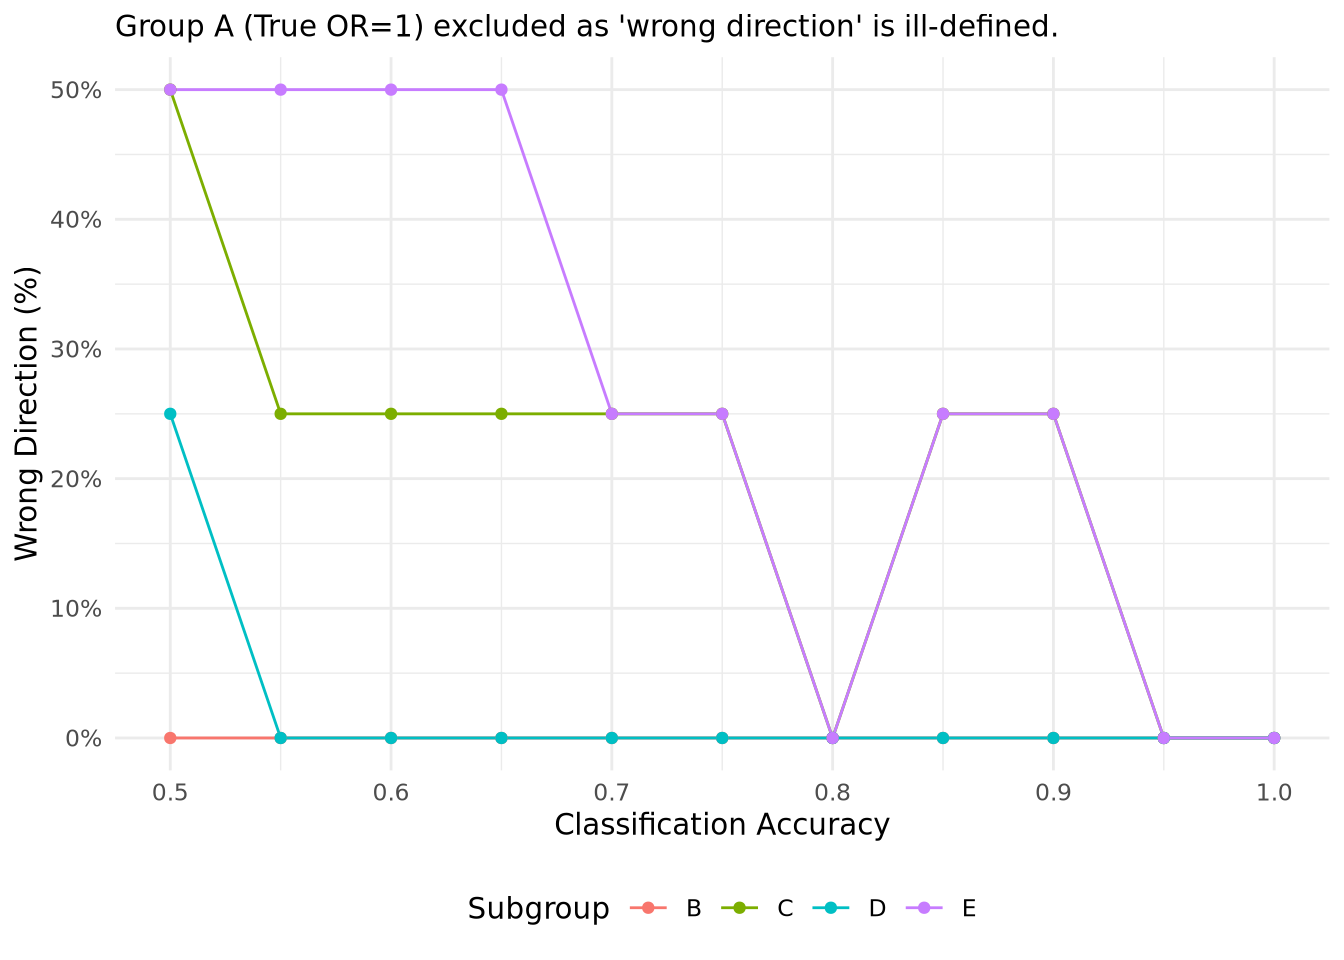 Group A (True OR=1) excluded as 'wrong direction' is ill-defined.
50%
40%
30%
20%
10%
0%
Wrong Direction (%)
0.5 0.6 0.7 0.8 0.9 1.0
Classification Accuracy
Subgroup B C D E